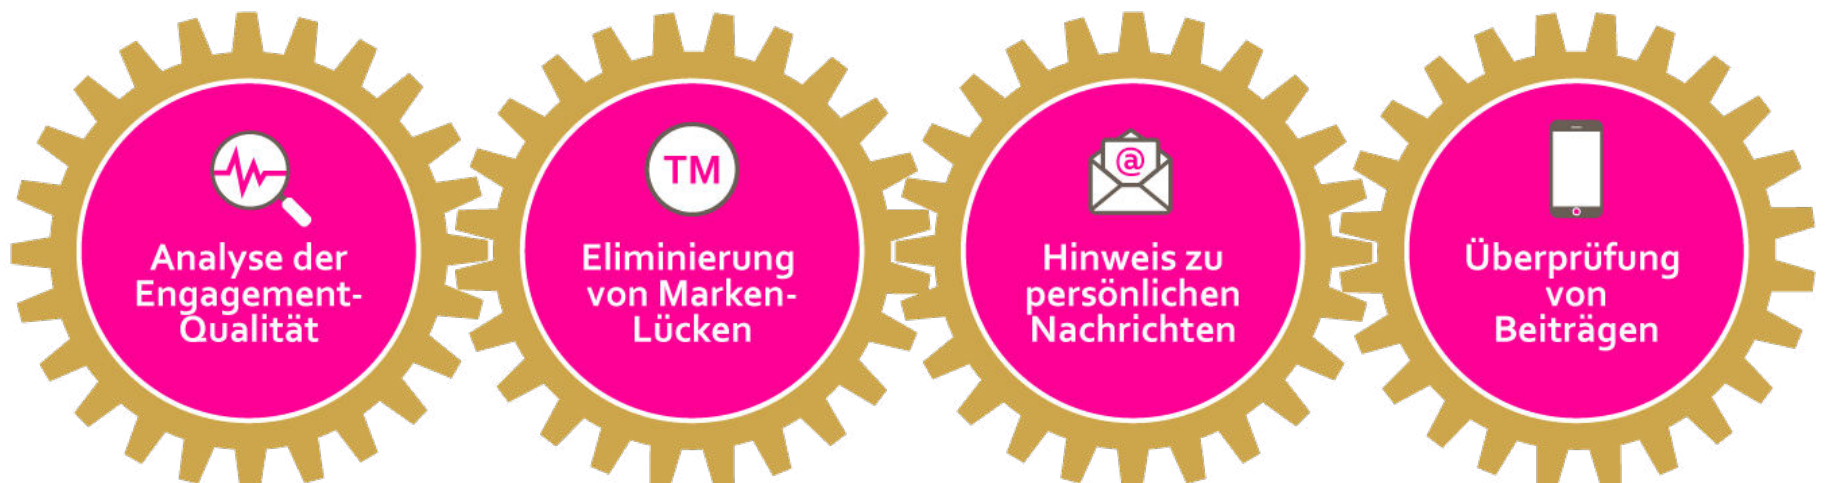 Analyse der
Engagement-
Qualität
TM
Eliminierung
von Marken-
Lücken
@
Hinweis zu
persönlichen
Nachrichten
Überprüfung
von
Beiträgen